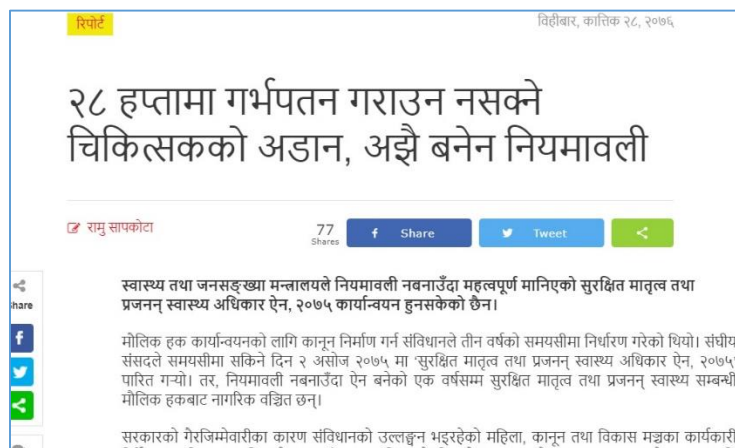 रिपोर्ट
विहीबार, कात्तिक २८, २०७६
२८ हप्तामा गर्भपतन गराउन नसक्ने
चिकित्सकको अडान, अझै बनेन नियमावली
रामु सापकोटा
77
Shares
Share
Tweet
hare
स्वास्थ्य तथा जनसङ्ख्या मन्त्रालयले नियमावली नबनाउँदा महत्वपूर्ण मानिएको सुरक्षित मातृत्व तथा
प्रजनन् स्वास्थ्य अधिकार ऐन, २०७५ कार्यान्वयन हुनसकेको छैन।
मौलिक हक कार्यान्वयनको लागि कानून निर्माण गर्न संविधानले तीन वर्षको समयसीमा निर्धारण गरेको थियो। संघीय
संसदले समयसीमा सकिने दिन २ असोज २०७५ मा ‘सुरक्षित मातृत्व तथा प्रजनन् स्वास्थ्य अधिकार ऐन, २०७५’
पारित गर्‍यो। तर, नियमावली नबनाउँदा ऐन बनेको एक वर्षसम्म सुरक्षित मातृत्व तथा प्रजनन् स्वास्थ्य सम्बन्धी
मौलिक हकबाट नागरिक वञ्चित छन्।
सरकारको गैरजिम्मेवारीका कारण संविधानको उल्लङ्घन भइरहेको महिला, कानून तथा विकास मञ्चका कार्यकारी